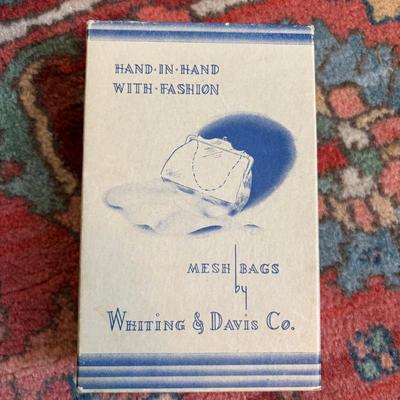 HAND·IN·HAND
WITH·FASHION
MESH BAGS
by
WHITING & DAVIS CO.